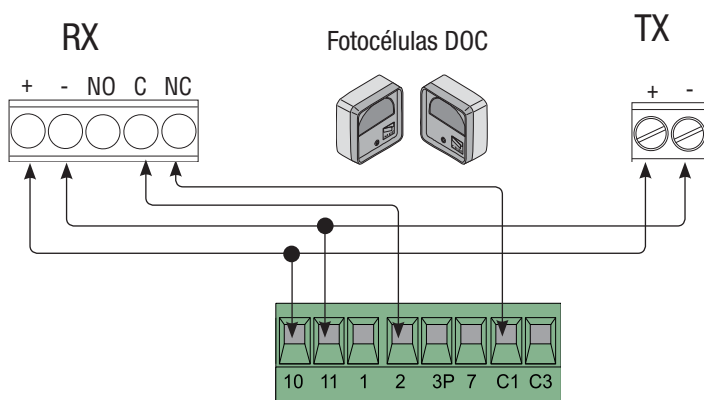 RX
Fotocélulas DOC
TX
+ - NO C NC
+ -
10 11 1 2 3P 7 C1 C3